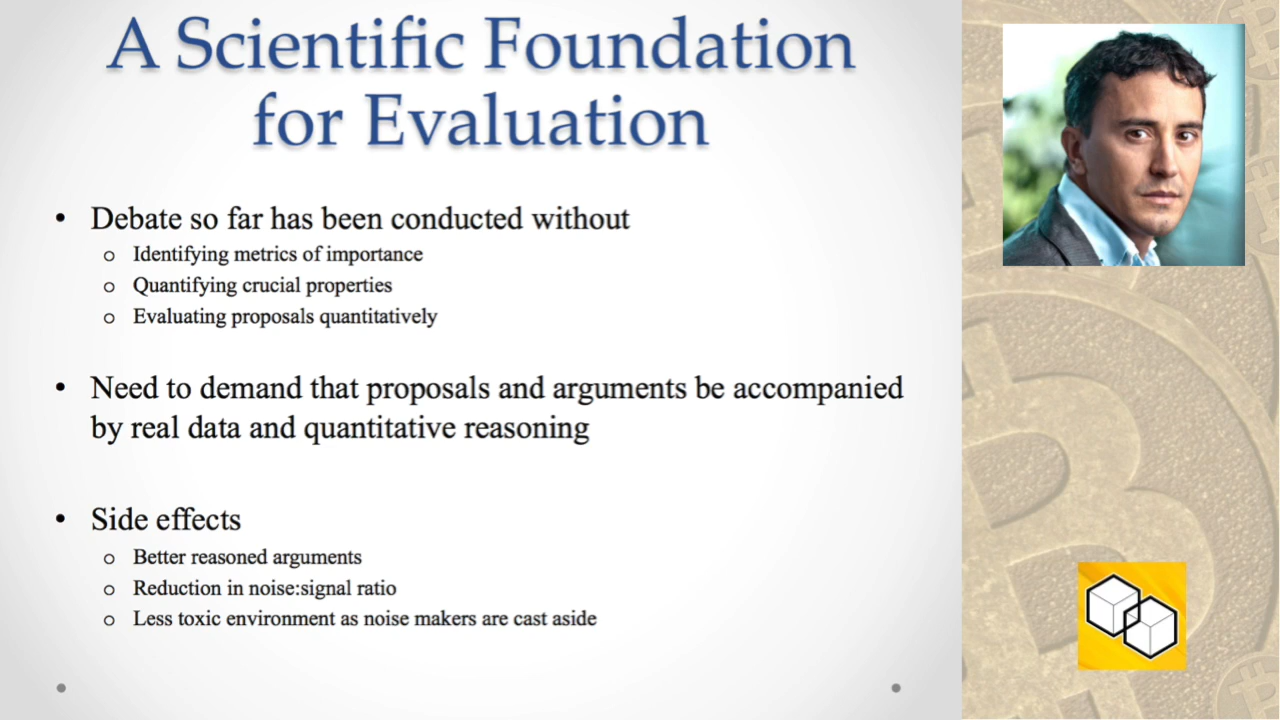 A Scientific Foundation
for Evaluation
• Debate so far has been conducted without
o Identifying metrics of importance
o Quantifying crucial properties
o Evaluating proposals quantitatively
• Need to demand that proposals and arguments be accompanied
by real data and quantitative reasoning
• Side effects
o Better reasoned arguments
o Reduction in noise:signal ratio
o Less toxic environment as noise makers are cast aside